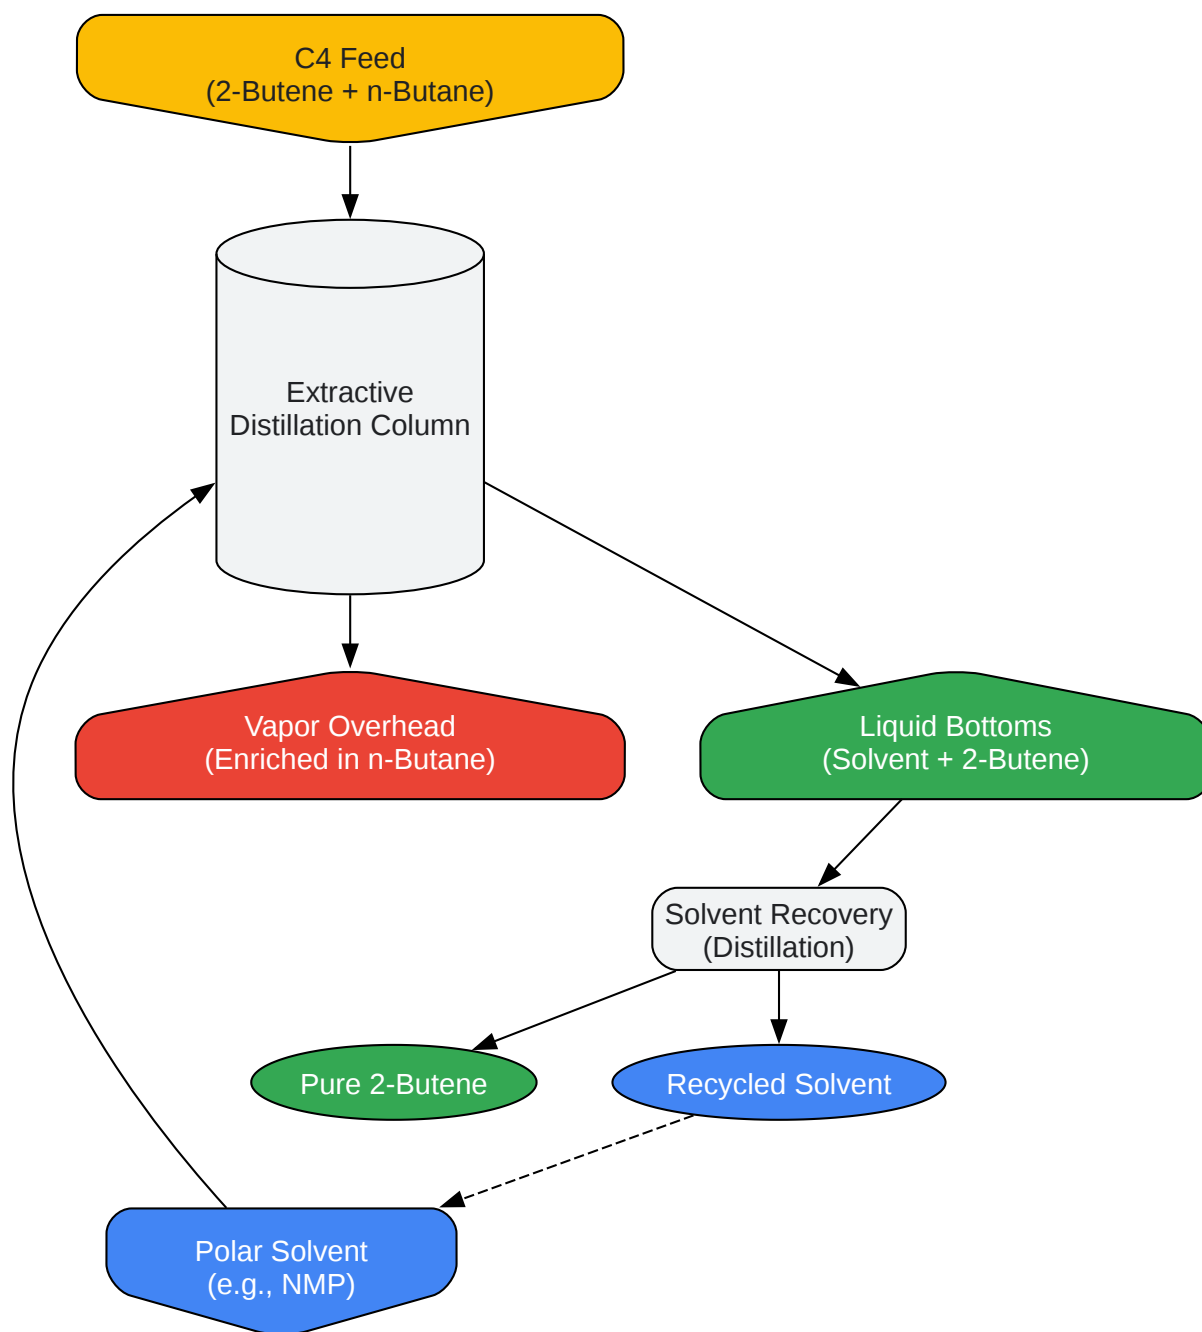 C4 Feed
(2-Butene + n-Butane)
Extractive
Distillation Column
Vapor Overhead
(Enriched in n-Butane)
Liquid Bottoms
(Solvent + 2-Butene)
Solvent Recovery
(Distillation)
Pure 2-Butene
Recycled Solvent
Polar Solvent
(e.g., NMP)